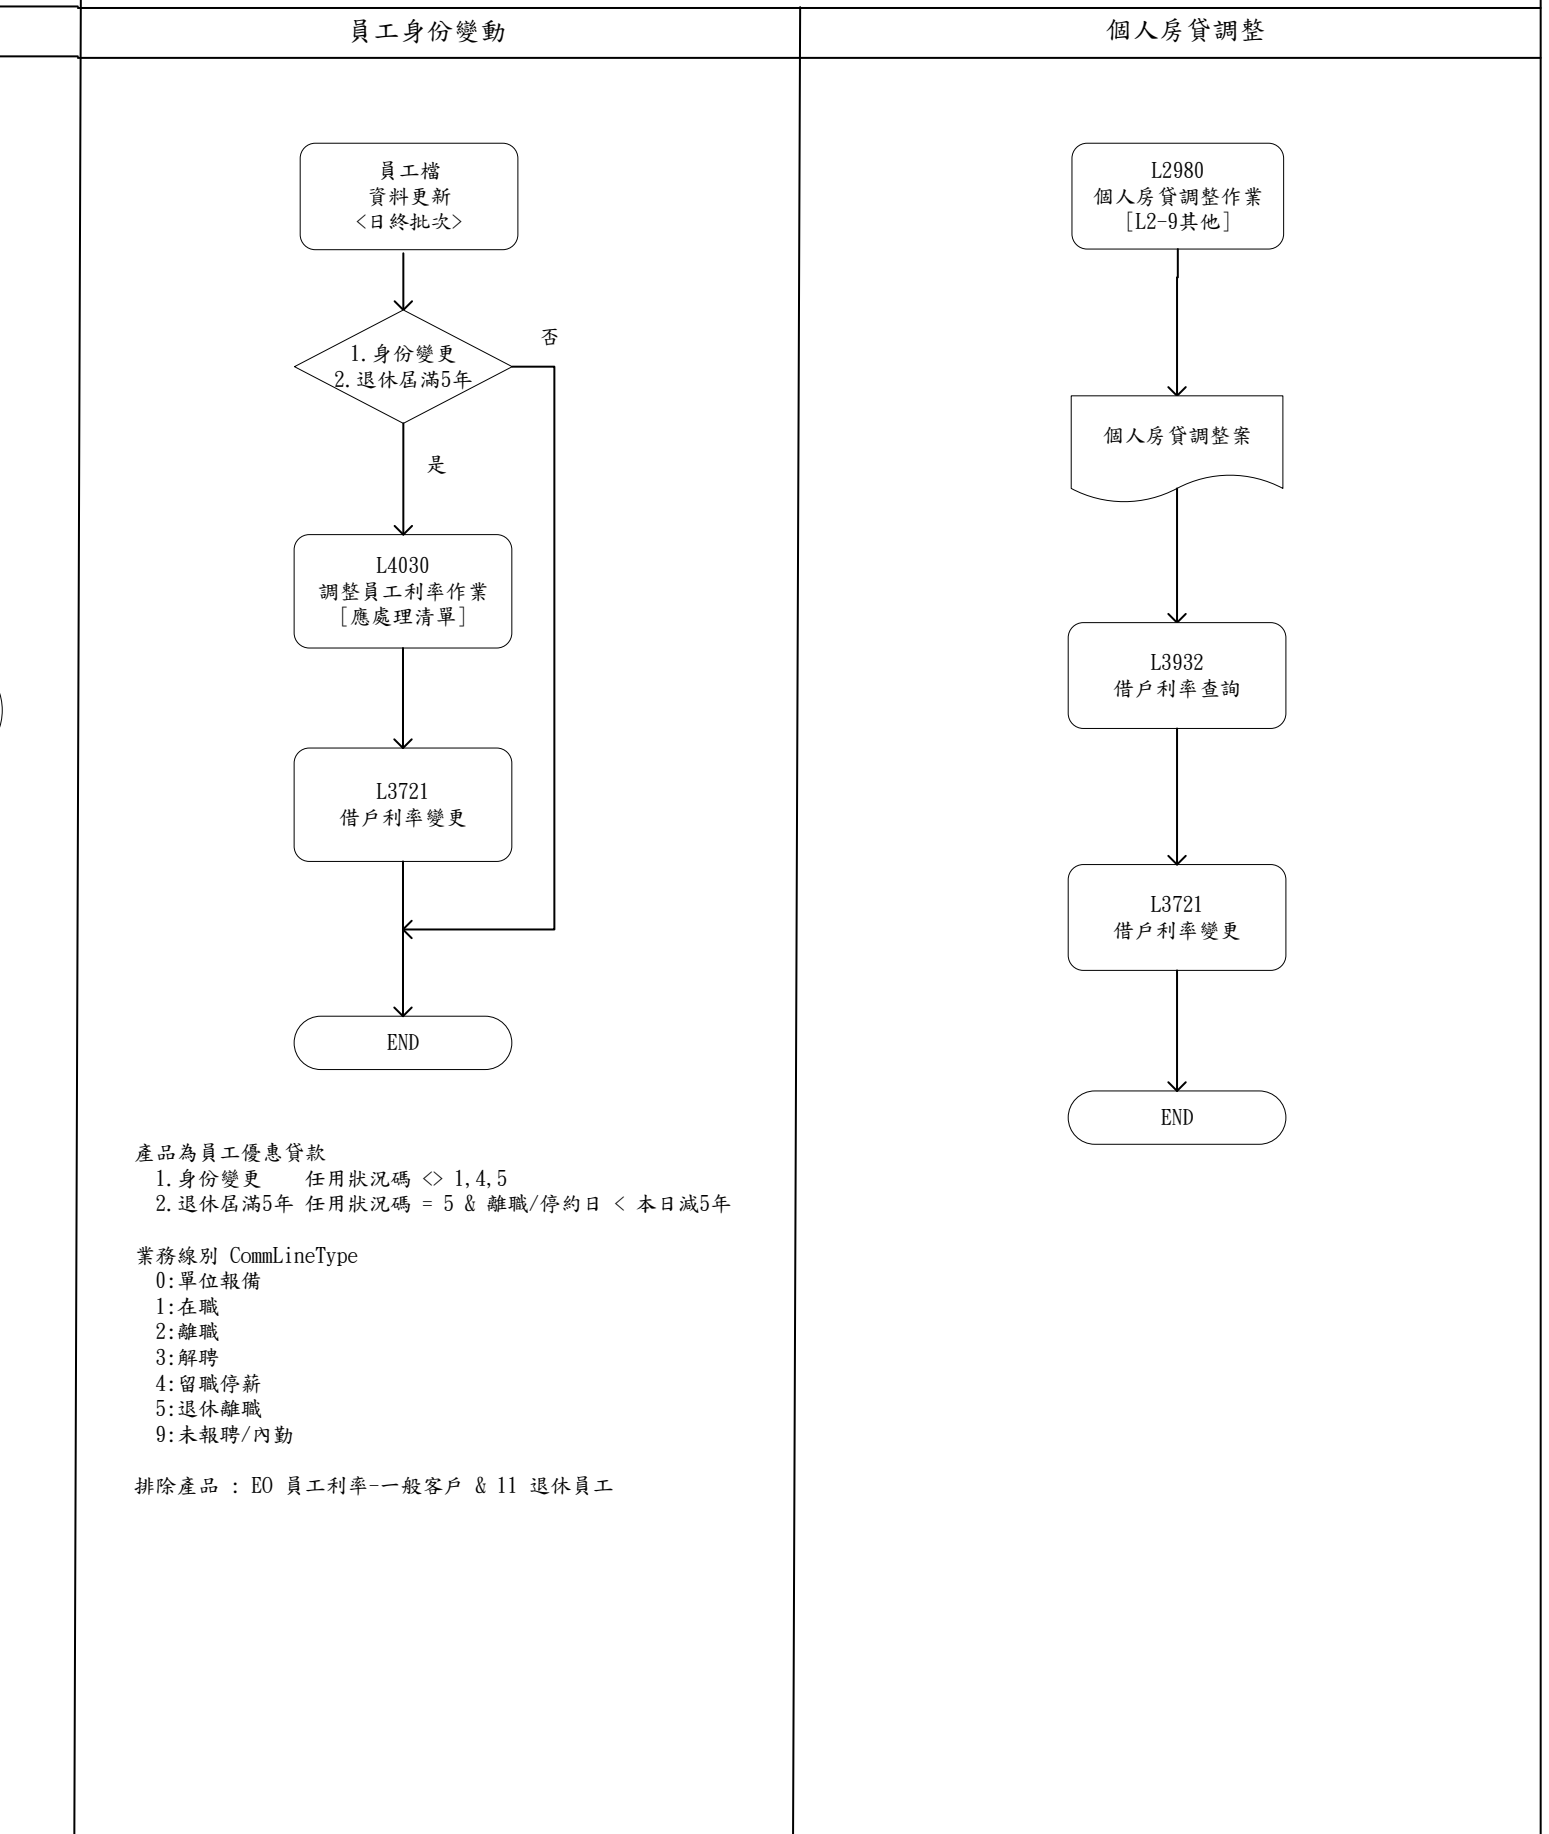 員工身份變動
員工檔
資料更新
<日終批次>
1.身份變更
2.退休屆滿5年
否
是
L4030
調整員工利率作業
[應處理清單]
L3721
借戶利率變更
END
產品為員工優惠貸款
1.身份變更 任用狀況碼 <> 1,4,5
2.退休屆滿5年 任用狀況碼 = 5 & 離職/停約日 < 本日減5年
業務線別 CommLineType
0:單位報備
1:在職
2:離職
3:解聘
4:留職停薪
5:退休離職
9:未報聘/內勤
排除產品 : EO 員工利率-一般客戶 & 11 退休員工
個人房貸調整
L2980
個人房貸調整作業
[L2-9其他]
個人房貸調整案
L3932
借戶利率查詢
L3721
借戶利率變更
END